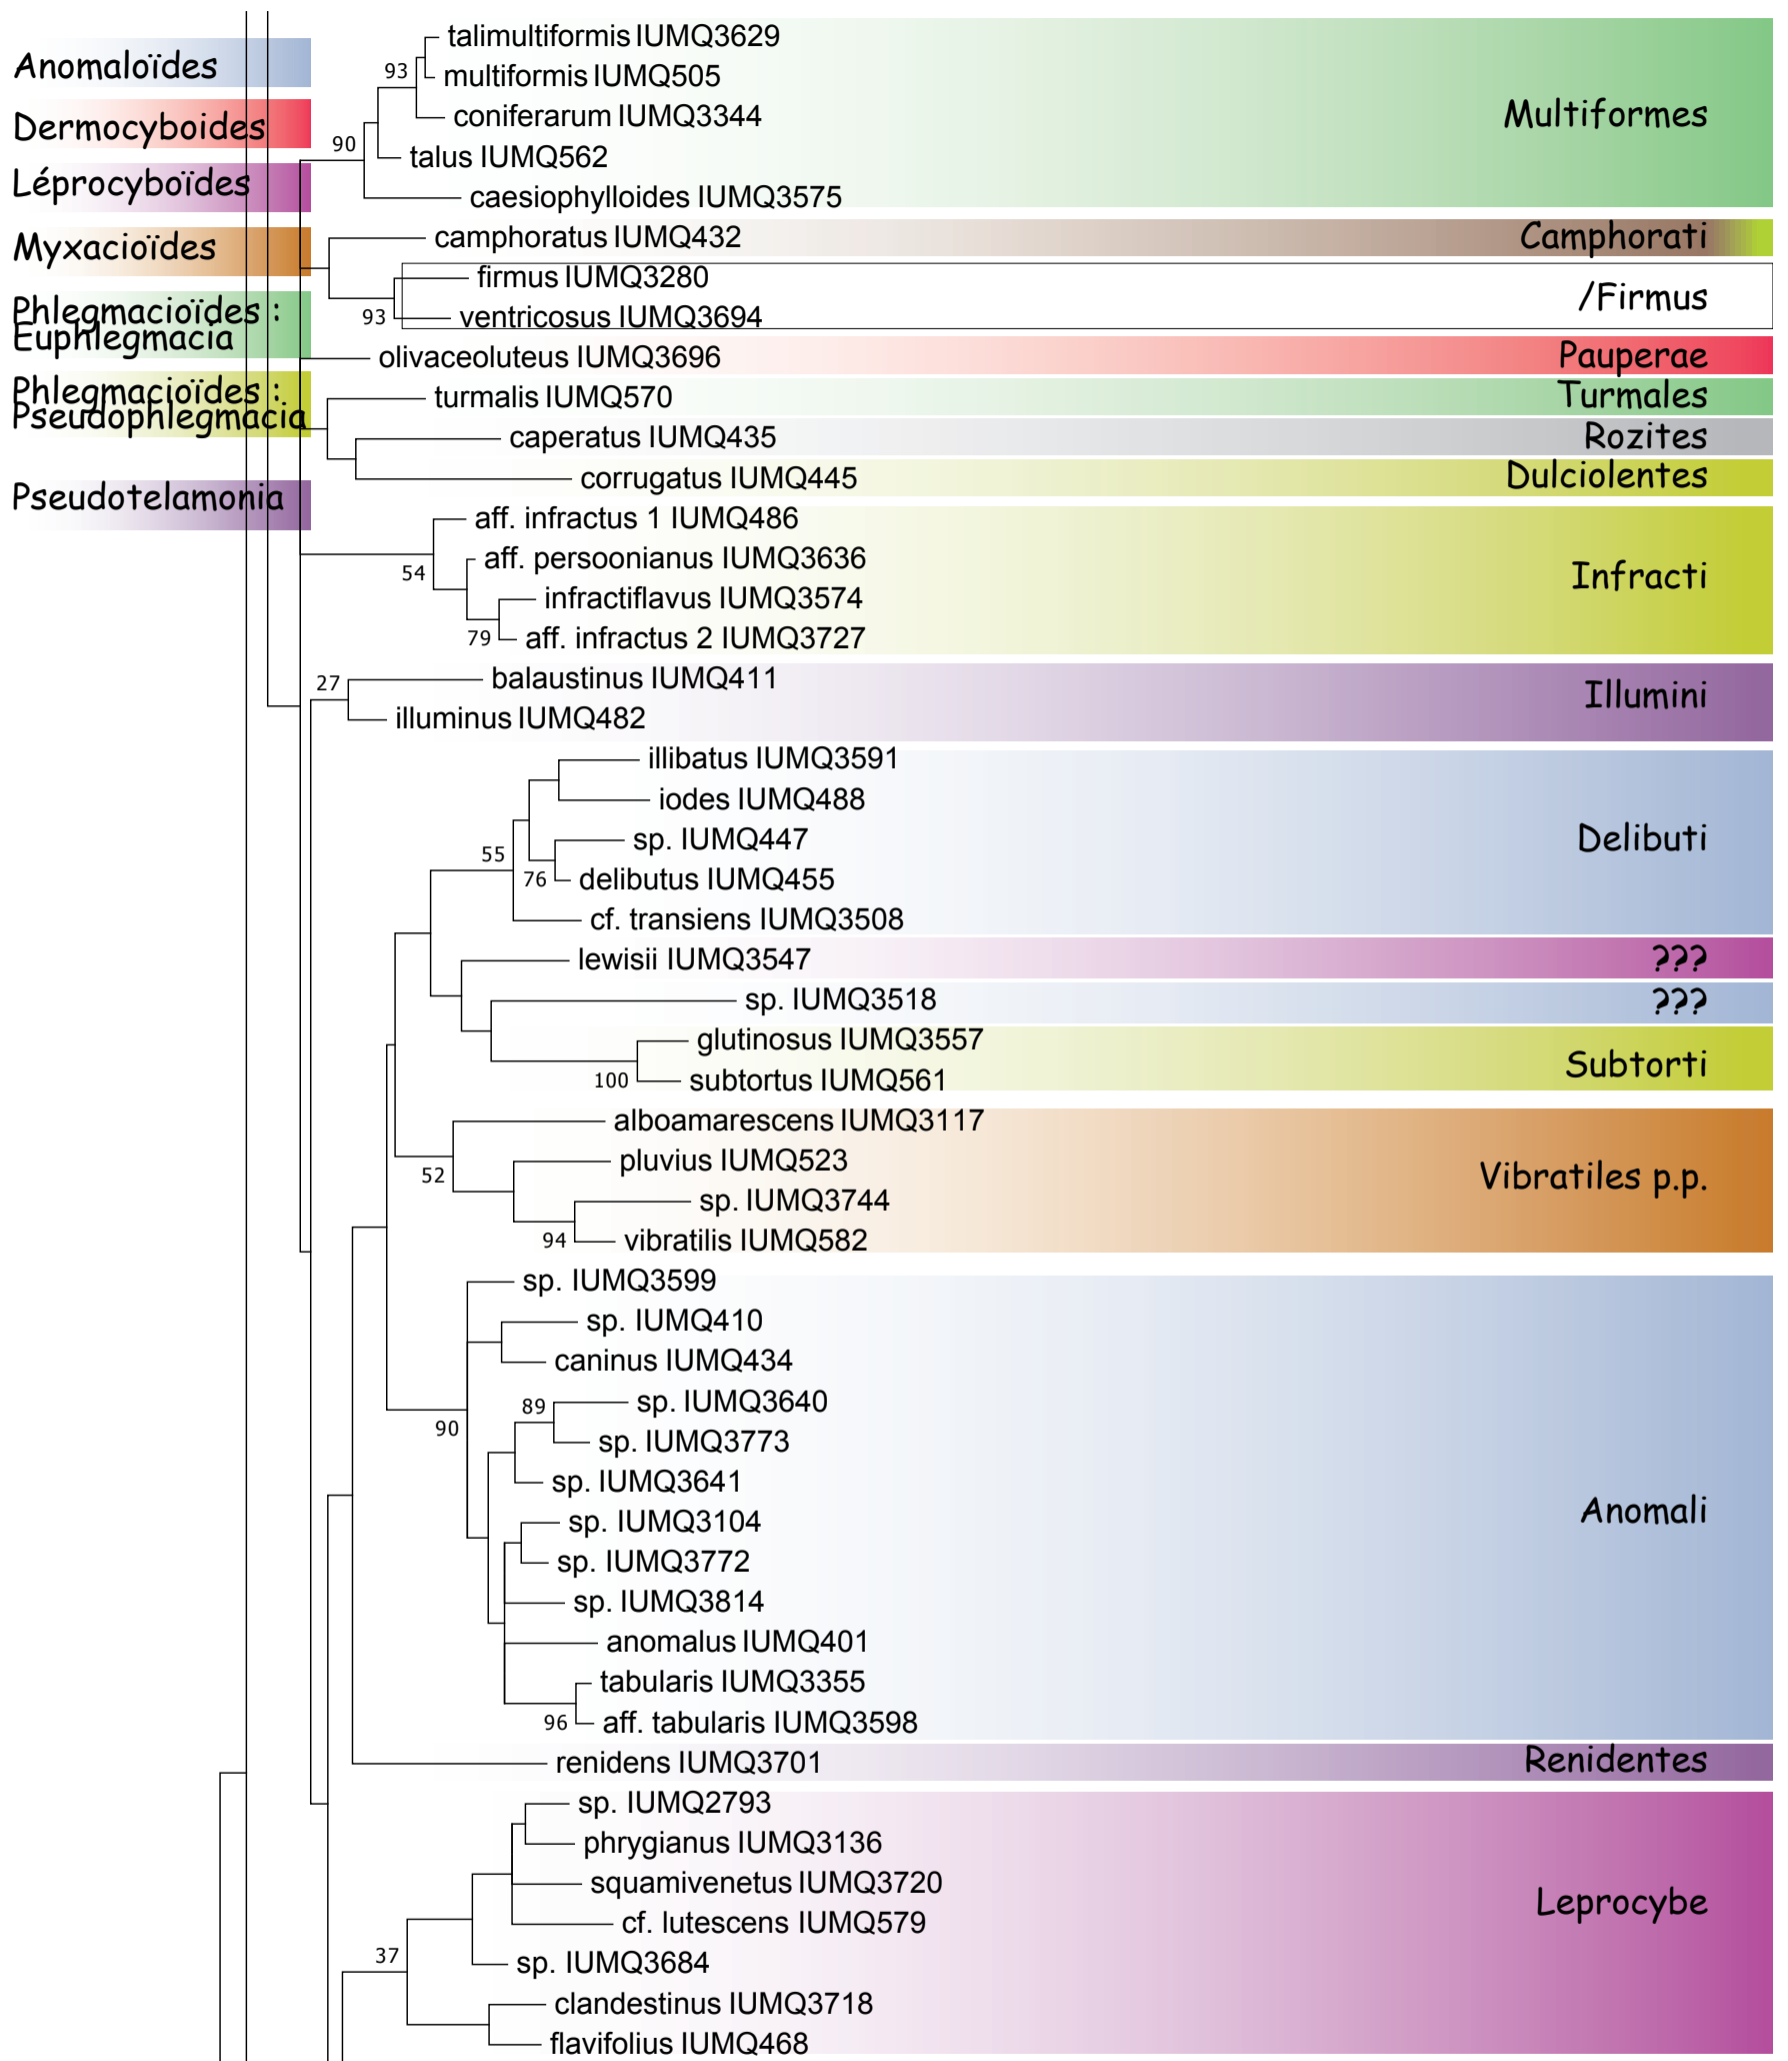 Anomaloïdes
Dermocyboides
Léprocyboïdes
Myxacioïdes
Phlegmacioïdes :
Euphlegmacia
Phlegmacioïdes :
Pseudophlegmacia
Pseudotelamonia
talimultiformis IUMQ3629
93
multiformis IUMQ505
coniferarum IUMQ3344
Multiformes
90
talus IUMQ562
caesiophylloides IUMQ3575
camphoratus IUMQ432 Camphorati
firmus IUMQ3280
/Firmus
93
ventricosus IUMQ3694
olivaceoluteus IUMQ3696 Pauperae
turmalis IUMQ570 Turmales
caperatus IUMQ435 Rozites
corrugatus IUMQ445 Dulciolentes
aff. infractus 1 IUMQ486
aff. persoonianus IUMQ3636
54
Infracti
infractiflavus IUMQ3574
79
aff. infractus 2 IUMQ3727
27
balaustinus IUMQ411
Illumini
illuminus IUMQ482
illibatus IUMQ3591
iodes IUMQ488
sp. IUMQ447
Delibuti
55
76
delibutus IUMQ455
cf. transiens IUMQ3508
lewisii IUMQ3547 ???
sp. IUMQ3518 ???
glutinosus IUMQ3557
Subtorti
100
subtortus IUMQ561
alboamarescens IUMQ3117
pluvius IUMQ523
52
Vibratiles p.p.
sp. IUMQ3744
94
vibratilis IUMQ582
sp. IUMQ3599
sp. IUMQ410
caninus IUMQ434
89
sp. IUMQ3640
90
sp. IUMQ3773
sp. IUMQ3641
Anomali
sp. IUMQ3104
sp. IUMQ3772
sp. IUMQ3814
anomalus IUMQ401
tabularis IUMQ3355
96
aff. tabularis IUMQ3598
renidens IUMQ3701 Renidentes
sp. IUMQ2793
phrygianus IUMQ3136
squamivenetus IUMQ3720
Leprocybe
cf. lutescens IUMQ579
37
sp. IUMQ3684
clandestinus IUMQ3718
flavifolius IUMQ468